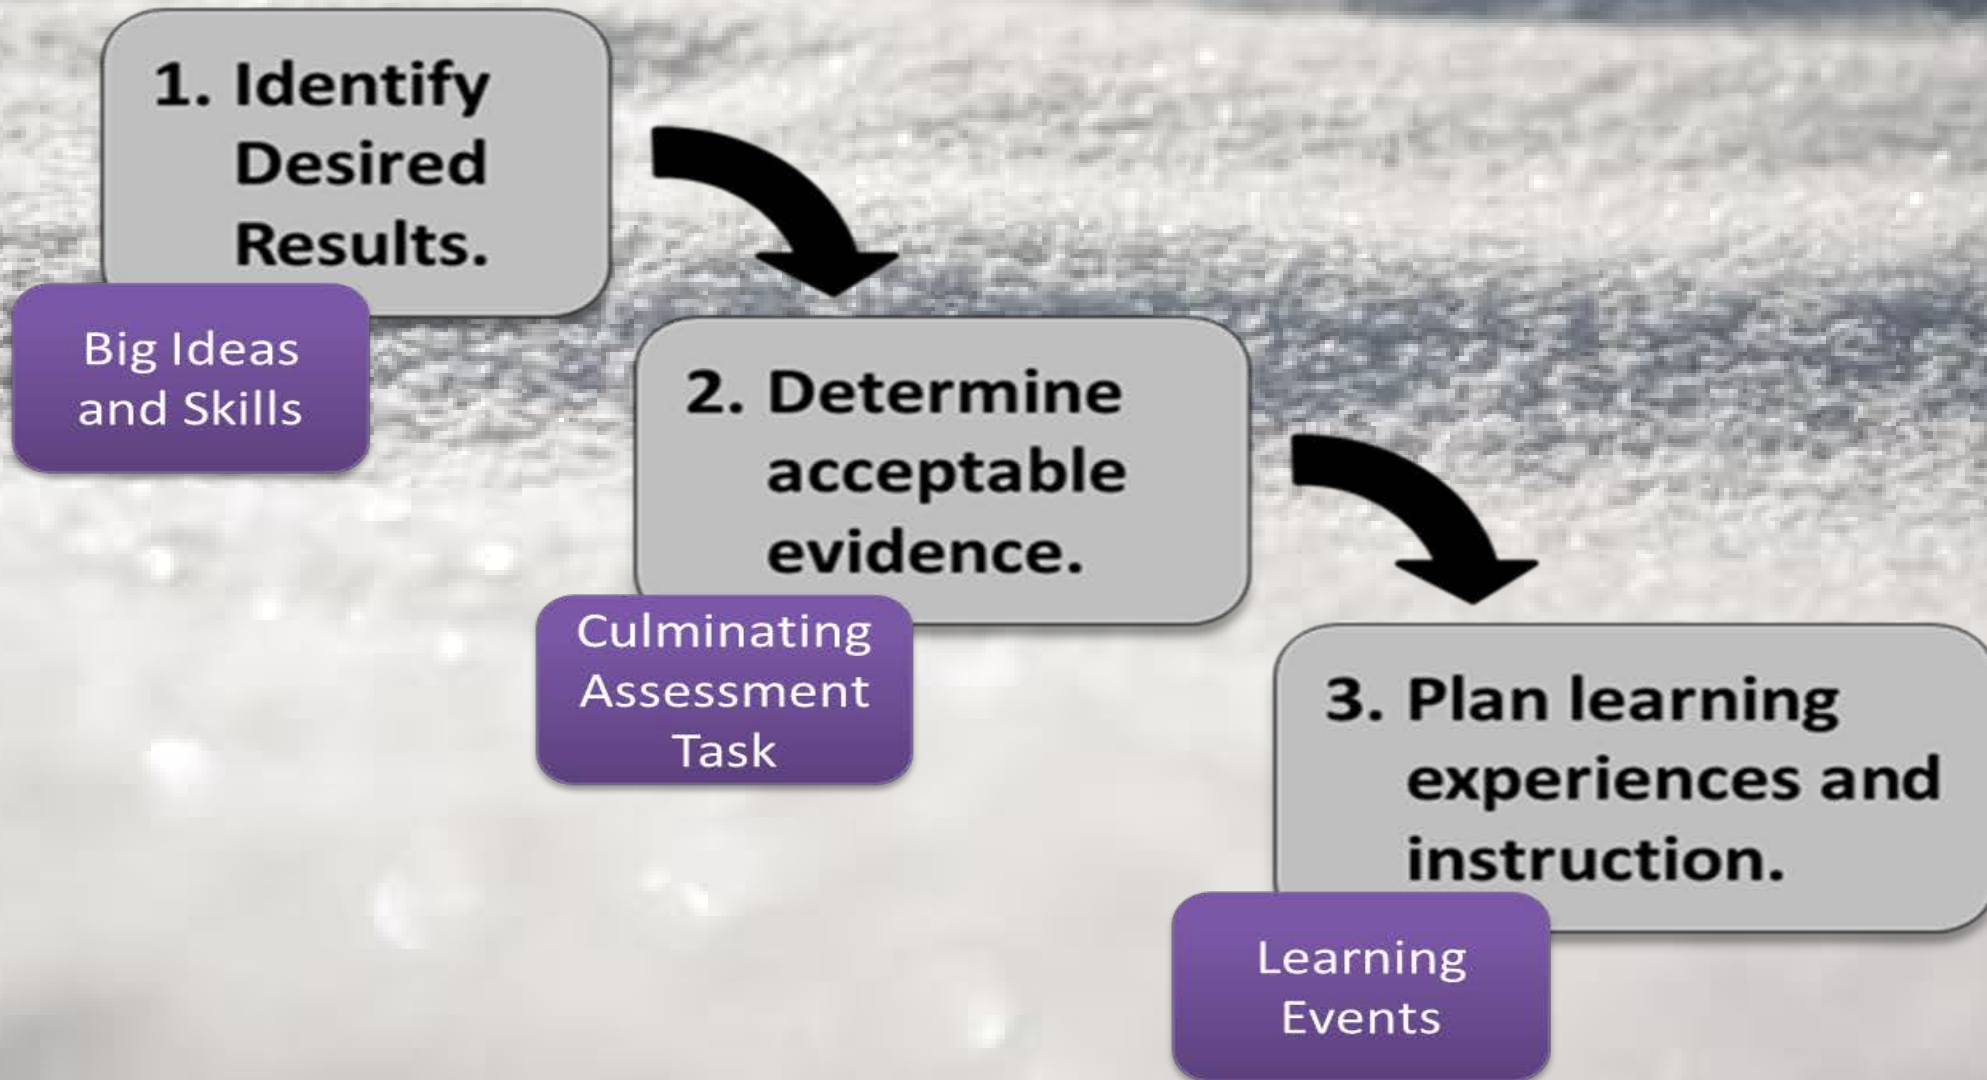 1. Identify
Desired
Results.
Big Ideas
and Skills
2. Determine
acceptable
evidence.
Culminating
Assessment
Task
3. Plan learning
experiences and
instruction.
Learning
Events